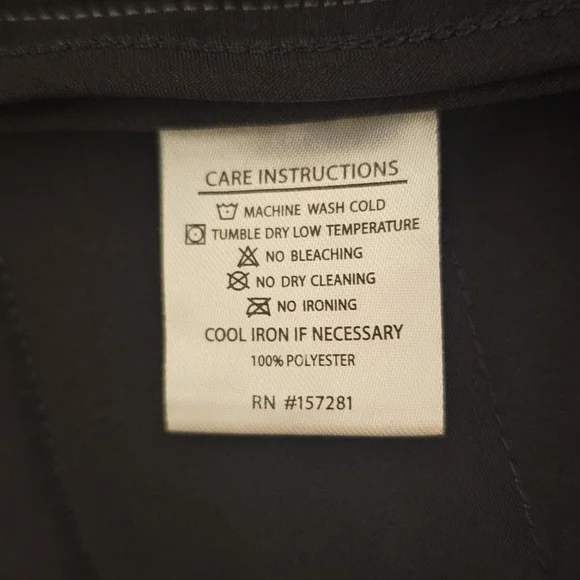 CARE INSTRUCTIONS
MACHINE WASH COLD
TUMBLE DRY LOW TEMPERATURE
NO BLEACHING
NO DRY CLEANING
NO IRONING
COOL IRON IF NECESSARY
100% POLYESTER
RN #157281